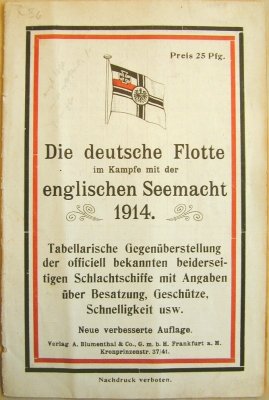 Preis 25 Pfg.
Die deutsche Flotte
im Kampfe mit der
englischen Seemacht
1914.
Tabellarische Gegenüberstellung
der officiell bekannten beidersei-
tigen Schlachtschiffe mit Angaben
über Besatzung, Geschütze,
Schnelligkeit usw.
Neue verbesserte Auflage.
Verlag A. Blumenthal & Co., G. m. b. H. Frankfurt a. M.
Kronprinzenstr. 37/41.
Nachdruck verboten.